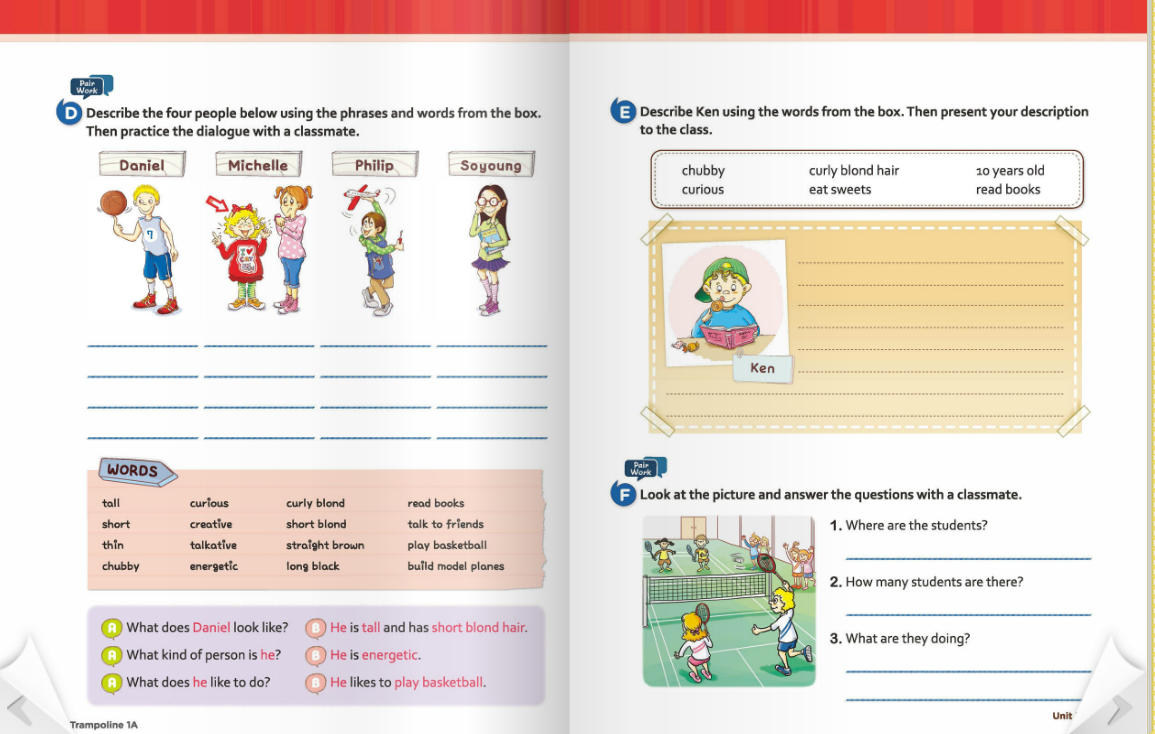 Pair
Work
D Describe the four people below using the phrases and words from the box.
Then practice the dialogue with a classmate.
Daniel Michelle Philip Soyoung
7
WORDS
tall curious curly blond read books
short creative short blond talk to friends
thin talkative straight brown play basketball
chubby energetic long black build model planes
A What does Daniel look like? B He is tall and has short blond hair.
A What kind of person is he? B He is energetic.
A What does he like to do? B He likes to play basketball.
Trampoline 1A
E Describe Ken using the words from the box. Then present your description
to the class.
chubby curly blond hair 10 years old
curious eat sweets read books
Ken
Pair
Work
F Look at the picture and answer the questions with a classmate.
1. Where are the students?
2. How many students are there?
3. What are they doing?
Unit